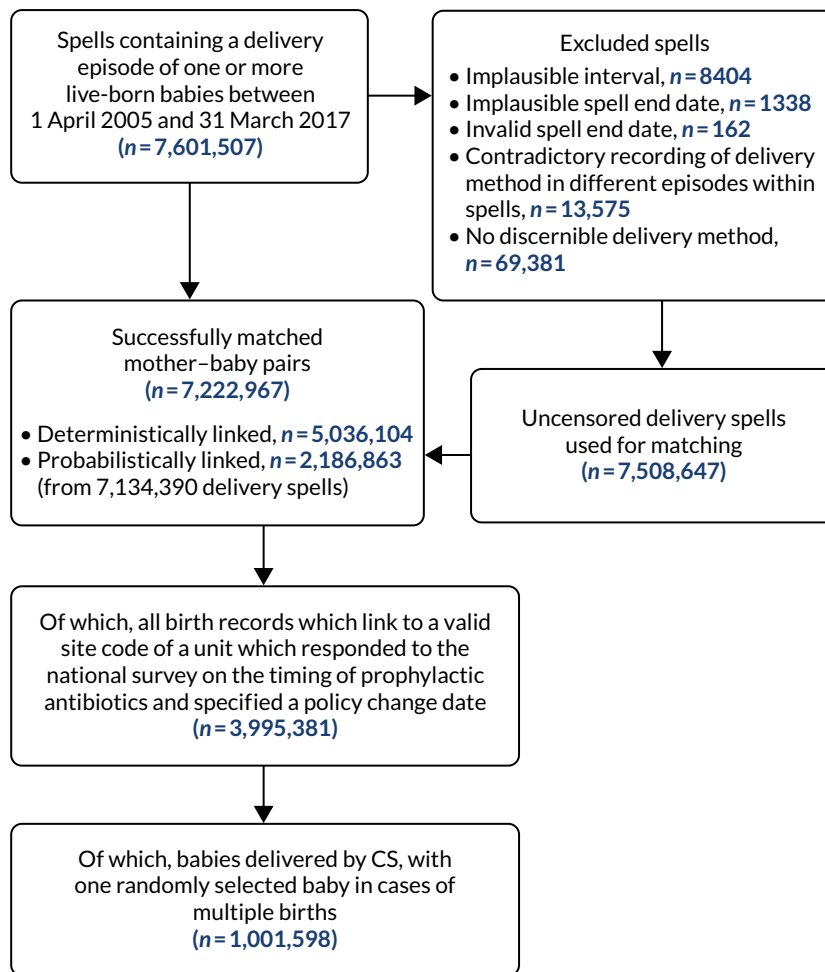 Spells containing a delivery
episode of one or more
live-born babies between
1 April 2005 and 31 March 2017
(n = 7,601,507)
Excluded spells
• Implausible interval, n = 8404
• Implausible spell end date, n = 1338
• Invalid spell end date, n = 162
• Contradictory recording of delivery
method in different episodes within
spells, n = 13,575
• No discernible delivery method,
n = 69,381
Successfully matched
mother–baby pairs
(n = 7,222,967)
• Deterministically linked, n = 5,036,104
• Probabilistically linked, n = 2,186,863
(from 7,134,390 delivery spells)
Uncensored delivery spells
used for matching
(n = 7,508,647)
Of which, all birth records which link to a valid
site code of a unit which responded to the
national survey on the timing of prophylactic
antibiotics and specified a policy change date
(n = 3,995,381)
Of which, babies delivered by CS, with
one randomly selected baby in cases of
multiple births
(n = 1,001,598)